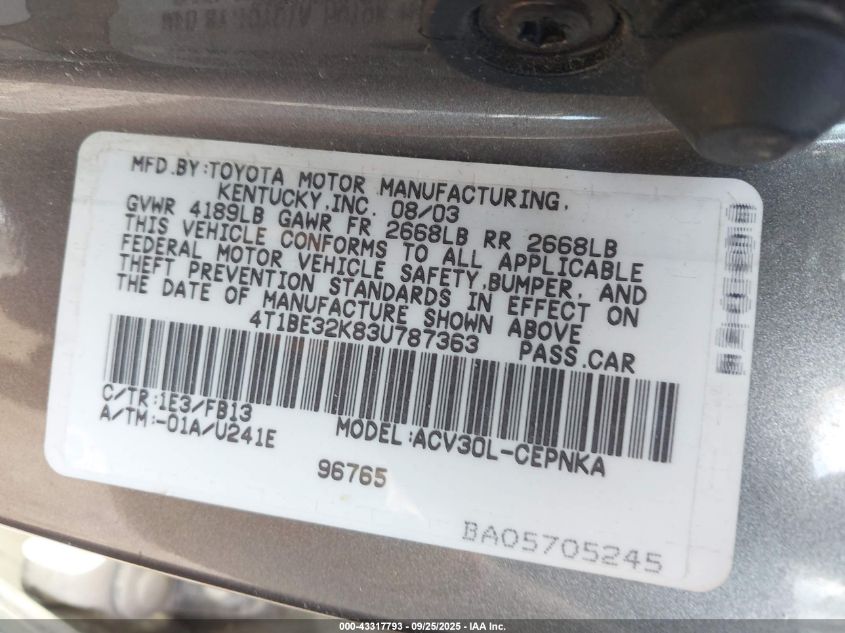 MFD.BY:TOYOTA MOTOR MANUFACTURING,
KENTUCKY,INC. 08/03
GVWR 4189LB GAWR FR 2668LB RR 2668LB
THIS VEHICLE CONFORMS TO ALL APPLICABLE
FEDERAL MOTOR VEHICLE SAFETY,BUMPER, AND
THEFT PREVENTION STANDARDS IN EFFECT ON
THE DATE OF MANUFACTURE SHOWN ABOVE
4T1BE32K83U787363 PASS.CAR
C/TR:1E3/FB13
A/TM:-01A/U241E MODEL:ACV30L-CEPNKA
96765
BA05705245
000-43317793 - 09/25/2025 - IAA Inc.